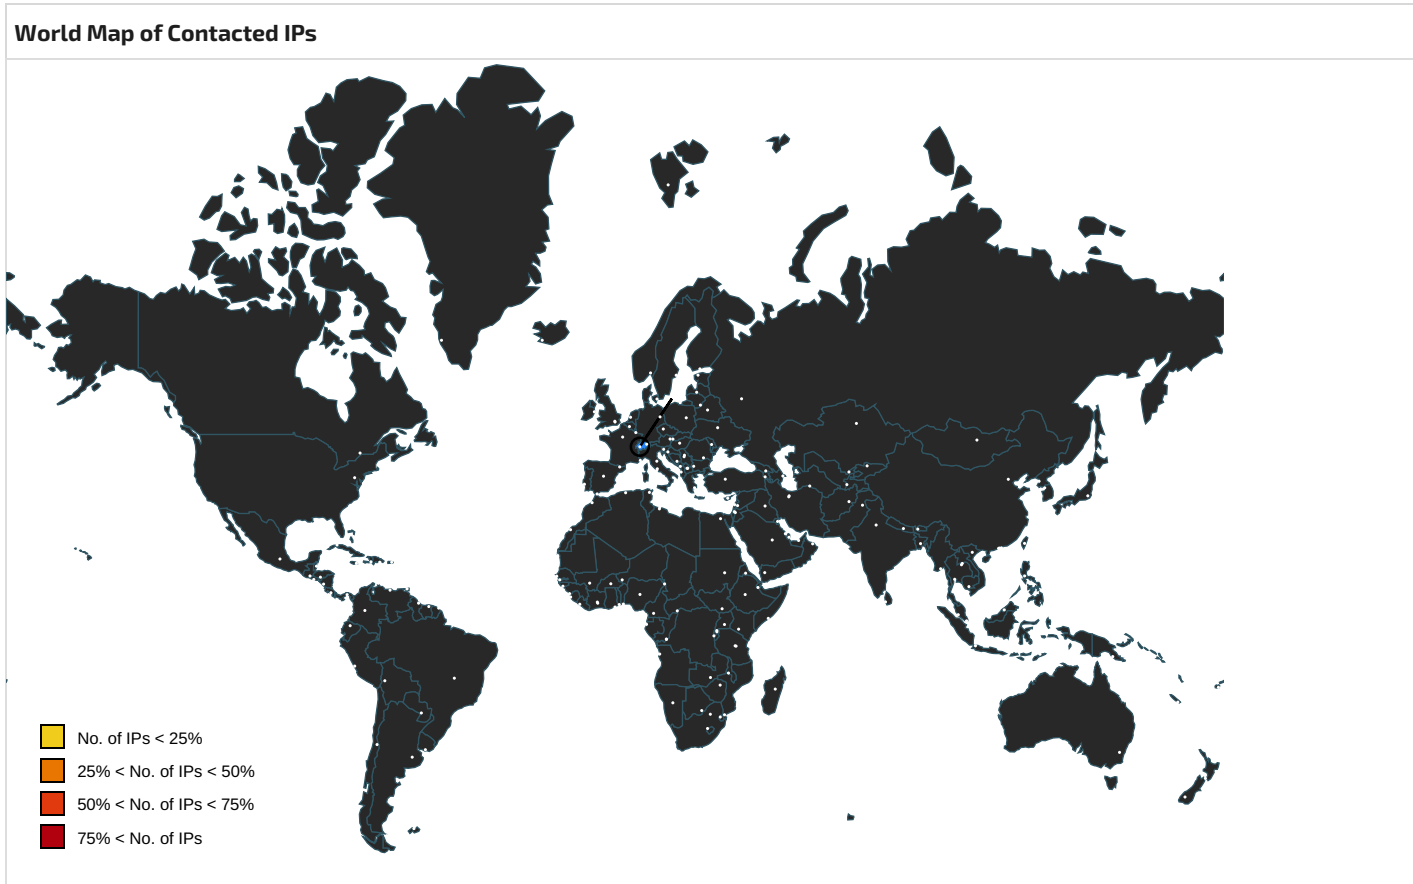 World Map of Contacted IPs
No. of IPs < 25%
25% < No. of IPs < 50%
50% < No. of IPs < 75%
75% < No. of IPs